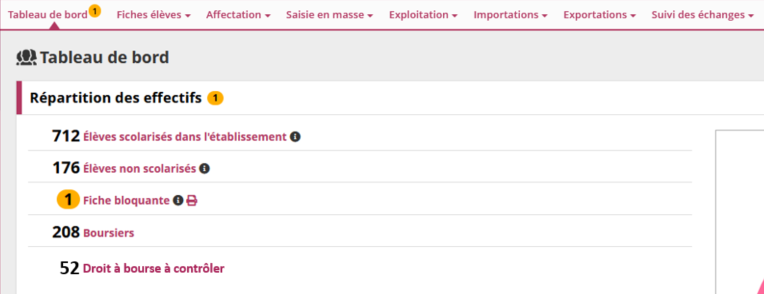 Tableau de bord 1 Fiches élèves Affectation Saisie en masse Exploitation Importations Exportations Suivi des échanges
Tableau de bord
Répartition des effectifs 1
712 Élèves scolarisés dans l'établissement
176 Élèves non scolarisés
1 Fiche bloquante
208 Boursiers
52 Droit à bourse à contrôler